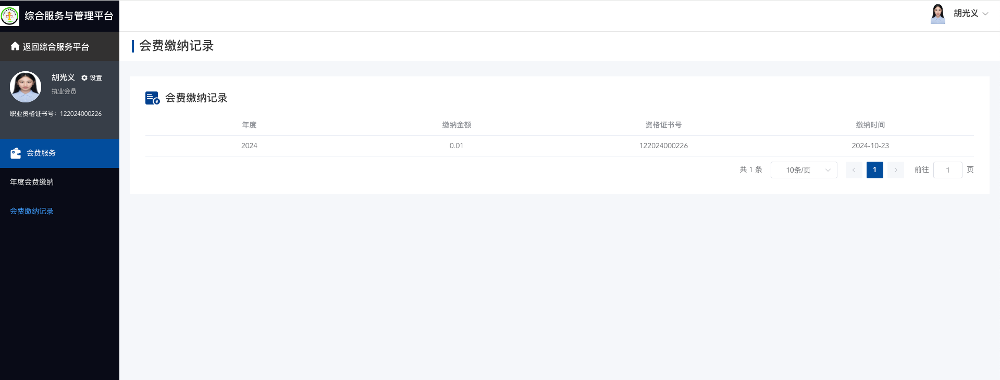 综合服务与管理平台
胡光义
返回综合服务平台
会费缴纳记录
胡光义 设置
执业会员
职业资格证书号：122024000226
会费服务
年度会费缴纳
会费缴纳记录
会费缴纳记录
年度 缴纳金额 资格证书号 缴纳时间
2024 0.01 122024000226 2024-10-23
共 1 条 10条/页 1 前往 1 页